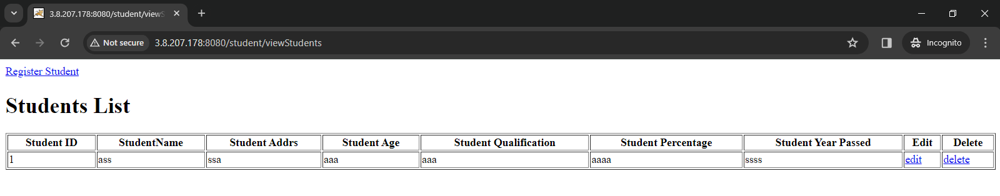 3.8.207.178:8080/student/viewS
Not secure 3.8.207.178:8080/student/viewStudents Incognito
Register Student
Students List
Student ID StudentName Student Addrs Student Age Student Qualification Student Percentage Student Year Passed Edit Delete
1 ass ssa aaa aaa aaaa ssss edit delete